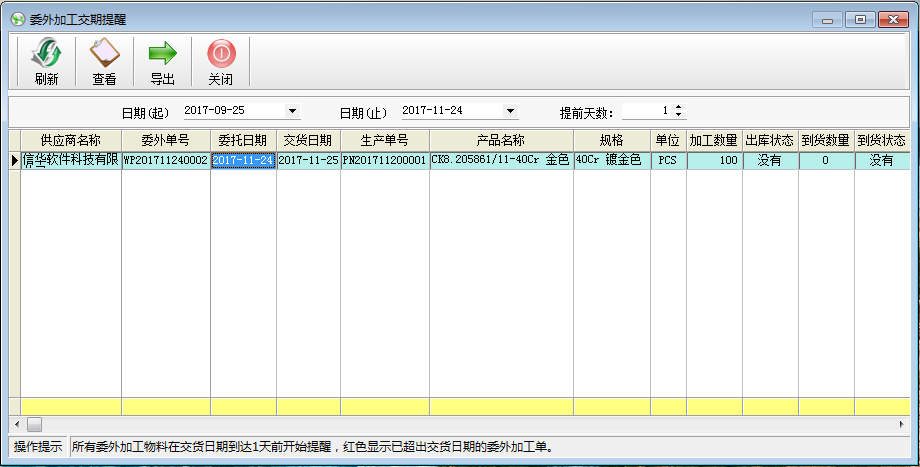 委外加工交期提醒
刷新 查看 导出 关闭
日期(起) 2017-09-25 日期(止) 2017-11-24 提前天数: 1
供应商名称 委外单号 委托日期 交货日期 生产单号 产品名称 规格 单位 加工数量 出库状态 到货数量 到货状态
信华软件科技有限 WP201711240002 2017-11-24 2017-11-25 PN201711200001 CK8.205861/11-40Cr 金色 40Cr 镀金色 PCS 100 没有 0 没有
操作提示 所有委外加工物料在交货日期到达1天前开始提醒，红色显示已超出交货日期的委外加工单。